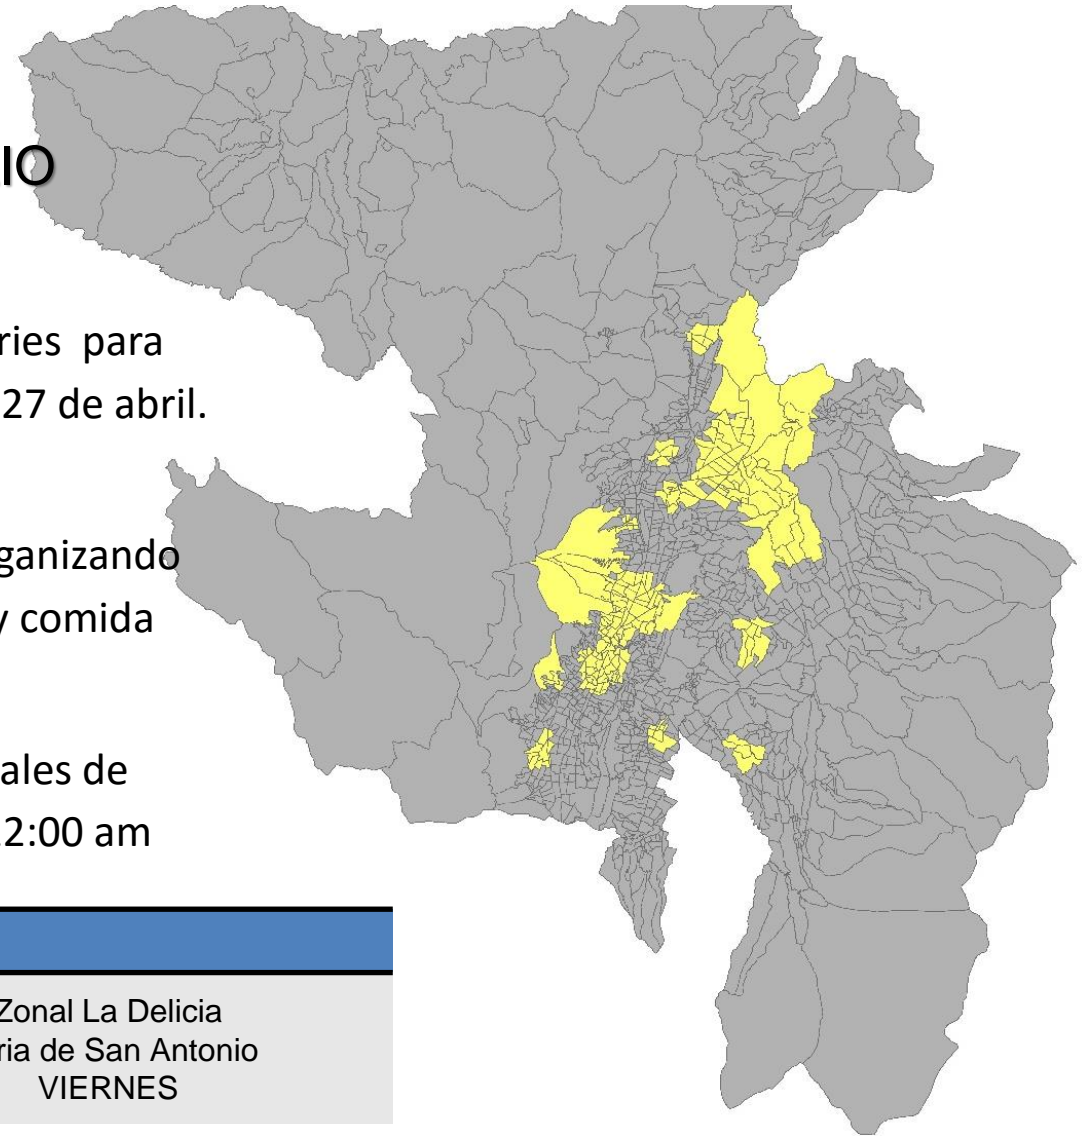 IO
ries para
27 de abril.
ganizando
y comida
ales de
2:00 am
Zonal La Delicia
ria de San Antonio
VIERNES